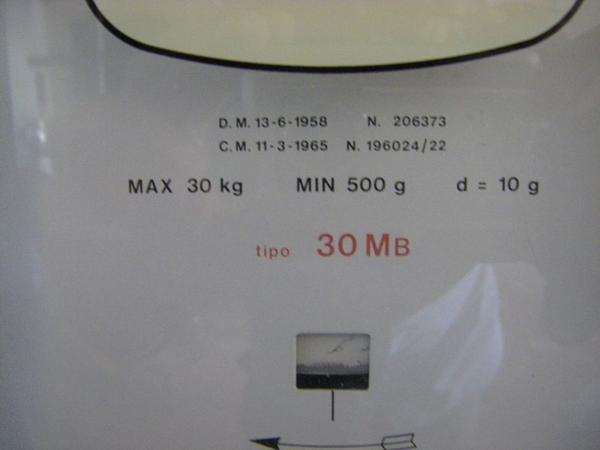 D. M. 13-6-1958 N. 206373
C. M. 11-3-1965 N. 196024/22
MAX 30 kg MIN 500 g d = 10 g
tipo 30 MB